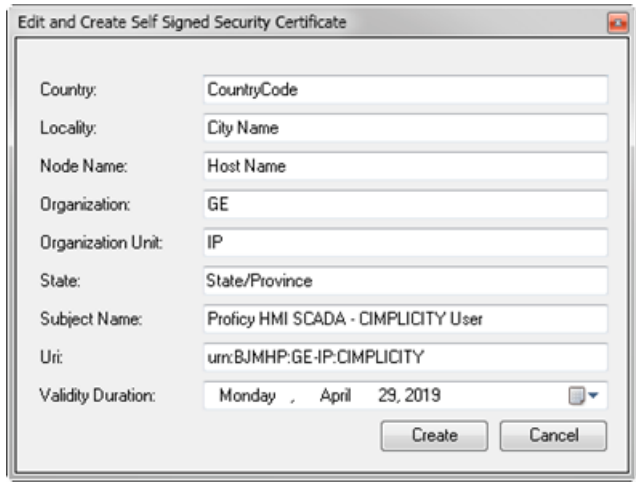 Edit and Create Self Signed Security Certificate
Country: CountryCode
Locality: City Name
Node Name: Host Name
Organization: GE
Organization Unit: IP
State: State/Province
Subject Name: Proficy HMI SCADA - CIMPLICITY User
Uri: urn:BJMHP:GE-IP:CIMPLICITY
Validity Duration: Monday , April 29, 2019
Create Cancel